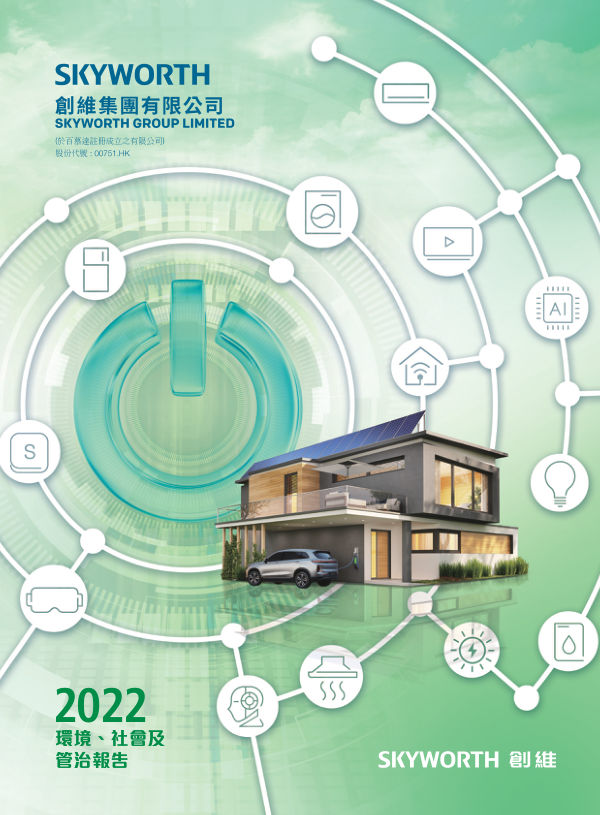 SKYWORTH
創維集團有限公司
SKYWORTH GROUP LIMITED
(於百慕達註冊成立之有限公司)
股份代號 : 00751.HK
AI
S
2022
環境、社會及
管治報告
SKYWORTH 創維